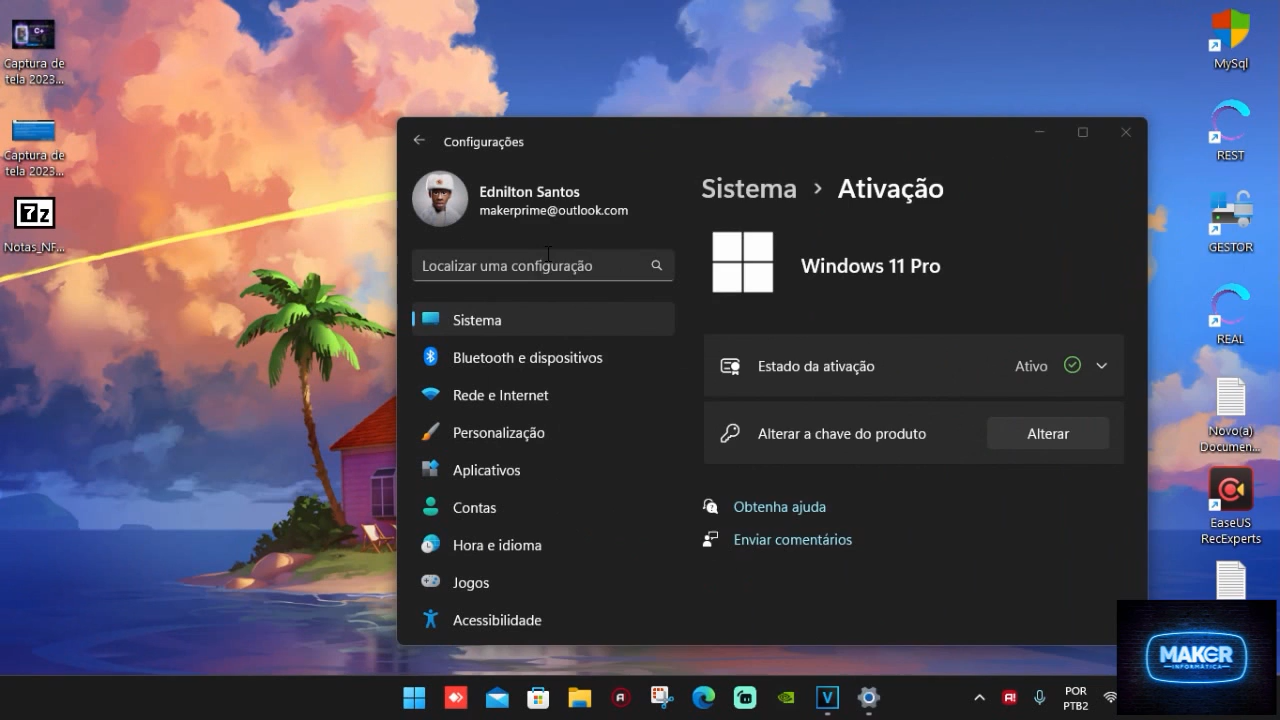 Captura de
tela 2023...
Captura de
tela 2023...
7z
Notas_NF...
Configurações
Ednilton Santos
makerprime@outlook.com
Localizar uma configuração
Sistema
Bluetooth e dispositivos
Rede e Internet
Personalização
Aplicativos
Contas
Hora e idioma
Jogos
Acessibilidade
Sistema › Ativação
Windows 11 Pro
Estado da ativação
Ativo
Alterar a chave do produto
Alterar
Obtenha ajuda
Enviar comentários
MySql
REST
GESTOR
REAL
Novo(a)
Documen...
EaseUS
RecExperts
MAKER
INFORMÁTICA
V
POR
PTB2